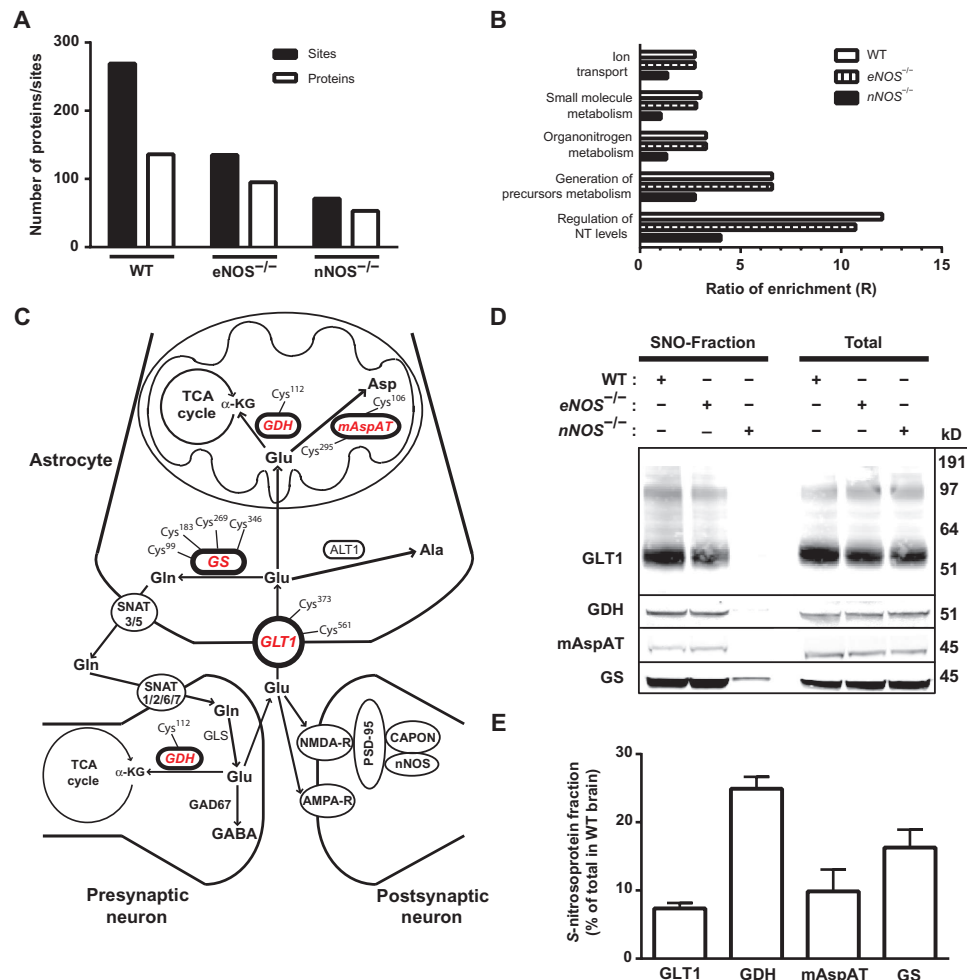 A
300
200
100
0
Number of proteins/sites
Sites
Proteins
WT
eNOS−/−
nNOS−/−
B
Ion
transport
Small molecule
metabolism
Organonitrogen
metabolism
Generation of
precursors metabolism
Regulation of
NT levels
WT
eNOS−/−
nNOS−/−
0
5
10
15
Ratio of enrichment (R)
C
Astrocyte
TCA
cycle
α-KG
Cys112
GDH
Asp
Cys106
mAspAT
Cys295
Glu
Cys99
Cys183
Cys269
Cys346
GS
ALT1
Ala
Gln
Glu
SNAT
3/5
Cys373
Cys561
GLT1
Gln
Glu
SNAT
1/2/6/7
Gln
GLS
Cys112
GDH
TCA
cycle
α-KG
Glu
GAD67
GABA
NMDA-R
AMPA-R
PSD-95
CAPON
nNOS
Presynaptic
neuron
Postsynaptic
neuron
D
SNO-Fraction
Total
WT : + − − + − −
eNOS−/− : − + − − + −
nNOS−/− : − − + − − +
kD
191
97
64
GLT1
51
GDH
51
mAspAT
45
GS
45
E
30
20
10
0
S-nitrosoprotein fraction
(% of total in WT brain)
GLT1
GDH
mAspAT
GS